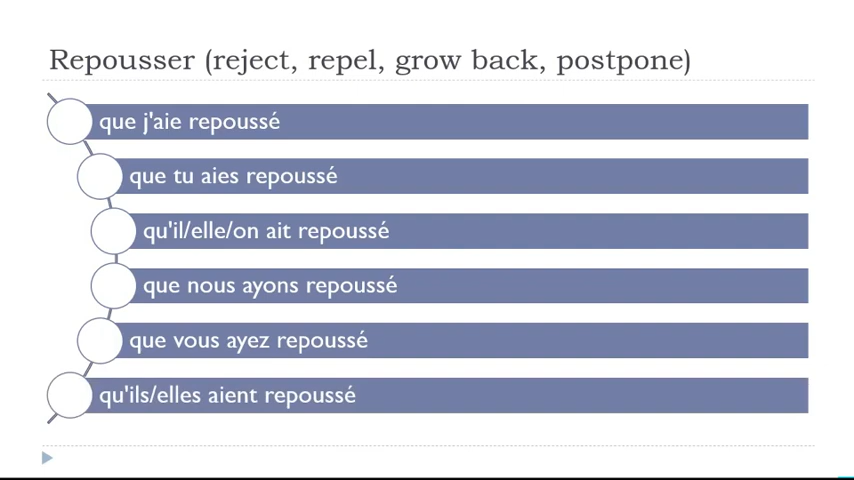 Repousser (reject, repel, grow back, postpone)
que j'aie repoussé
que tu aies repoussé
qu'il/elle/on ait repoussé
que nous ayons repoussé
que vous ayez repoussé
qu'ils/elles aient repoussé